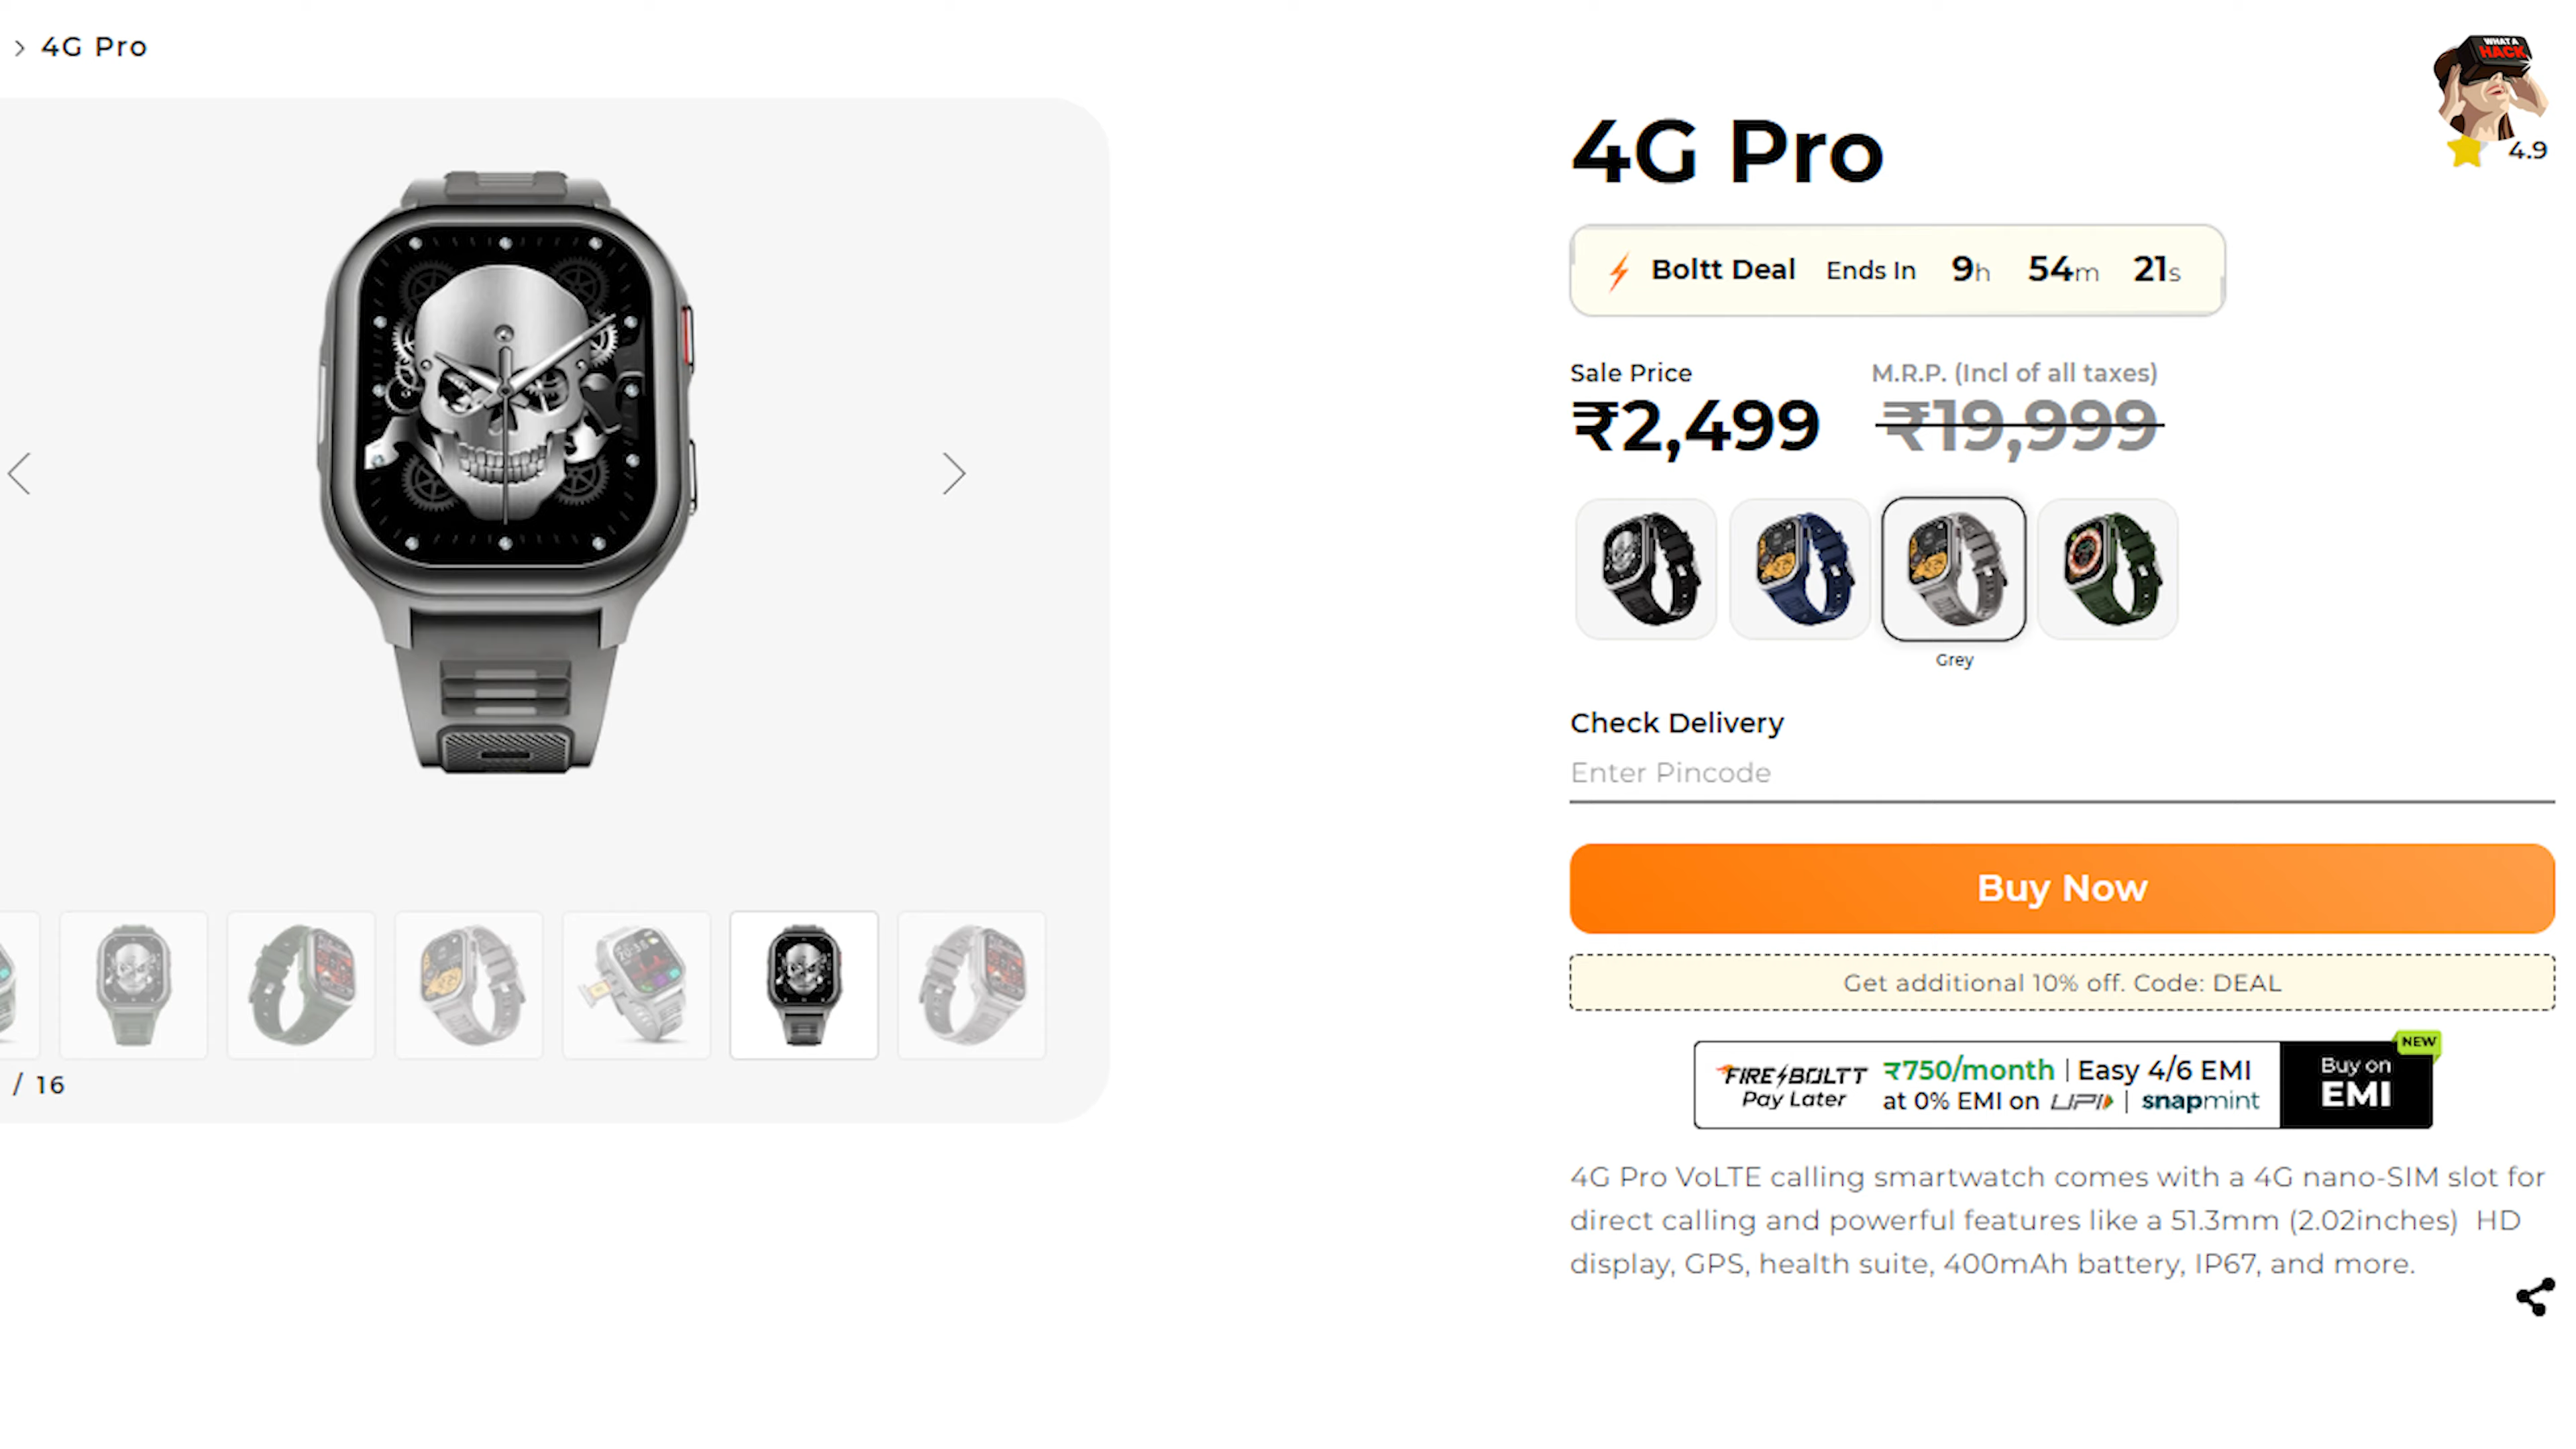 > 4G Pro
WHAT A
HACK
4.9
4G Pro
Boltt Deal Ends In 9h 54m 21s
Sale Price M.R.P. (Incl of all taxes)
₹2,499 ₹19,999
Grey
Check Delivery
Enter Pincode
Buy Now
Get additional 10% off. Code: DEAL
NEW
FIRE BOLTT ₹750/month | Easy 4/6 EMI Buy on
Pay Later at 0% EMI on UPI | snapmint EMI
/ 16
4G Pro VoLTE calling smartwatch comes with a 4G nano-SIM slot for
direct calling and powerful features like a 51.3mm (2.02inches) HD
display, GPS, health suite, 400mAh battery, IP67, and more.